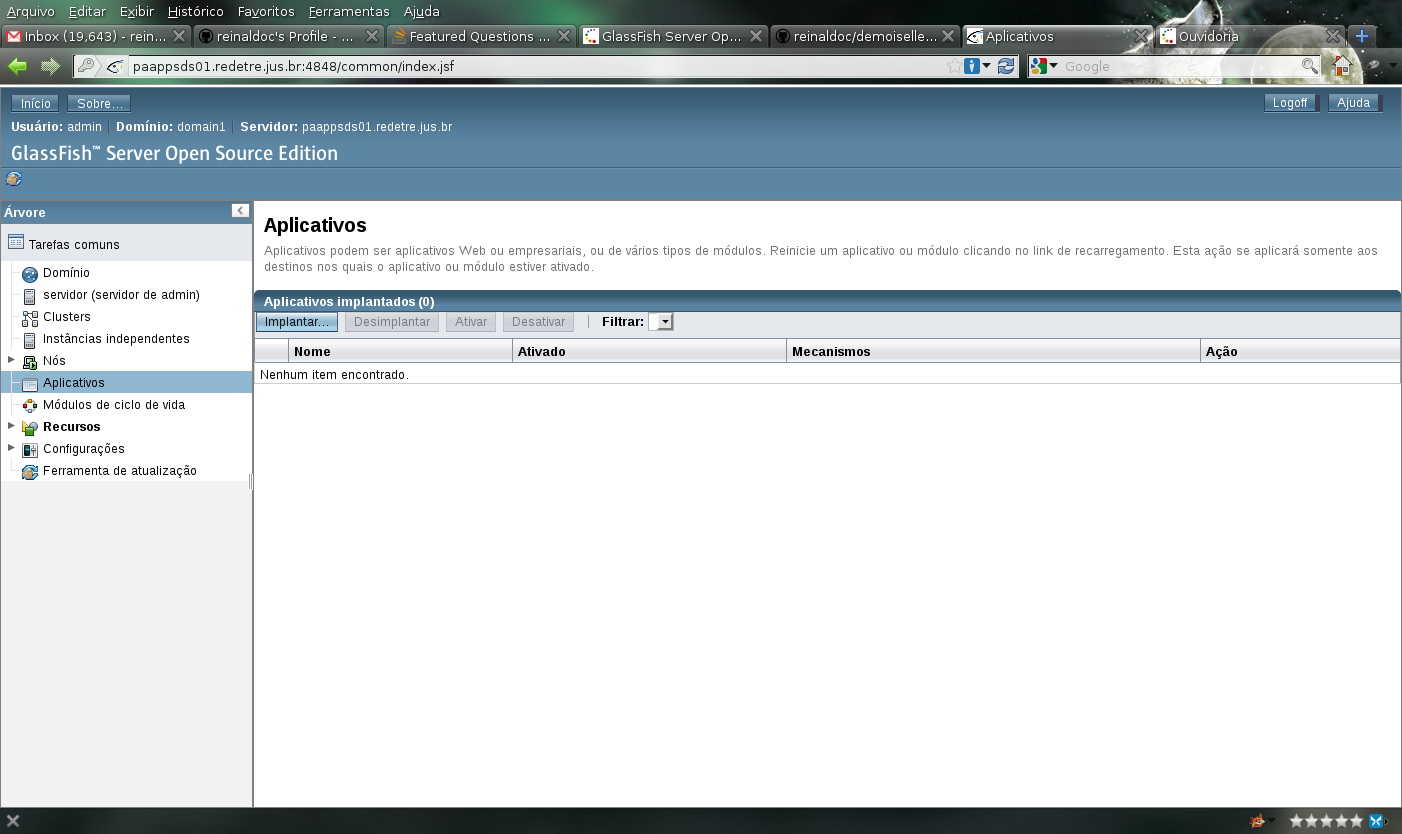 Arquivo Editar Exibir Histórico Favoritos Ferramentas Ajuda
Inbox (19,643) - rein... reinaldoc's Profile - ... Featured Questions ... GlassFish Server Op... reinaldo/demoiselle... Aplicativos Ouvidoria
paappsds01.redetre.jus.br:4848/common/index.jsf Google
Início Sobre... Logoff Ajuda
Usuário: admin Domínio: domain1 Servidor: paappsds01.redetre.jus.br
GlassFish™ Server Open Source Edition
Árvore
Tarefas comuns
Domínio
servidor (servidor de admin)
Clusters
Instâncias independentes
Nós
Aplicativos
Módulos de ciclo de vida
Recursos
Configurações
Ferramenta de atualização
Aplicativos
Aplicativos podem ser aplicativos Web ou empresariais, ou de vários tipos de módulos. Reinicie um aplicativo ou módulo clicando no link de recarregamento. Esta ação se aplicará somente aos
destinos nos quais o aplicativo ou módulo estiver ativado.
Aplicativos implantados (0)
Implantar... Desimplantar Ativar Desativar Filtrar:
Nome Ativado Mecanismos Ação
Nenhum item encontrado.